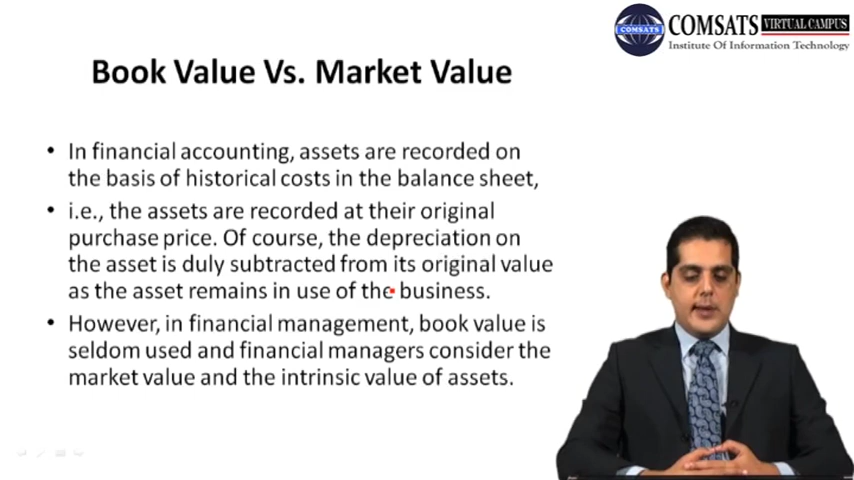 COMSATS
COMSATS VIRTUAL CAMPUS
Institute Of Information Technology
Book Value Vs. Market Value
• In financial accounting, assets are recorded on
the basis of historical costs in the balance sheet,
• i.e., the assets are recorded at their original
purchase price. Of course, the depreciation on
the asset is duly subtracted from its original value
as the asset remains in use of the business.
• However, in financial management, book value is
seldom used and financial managers consider the
market value and the intrinsic value of assets.